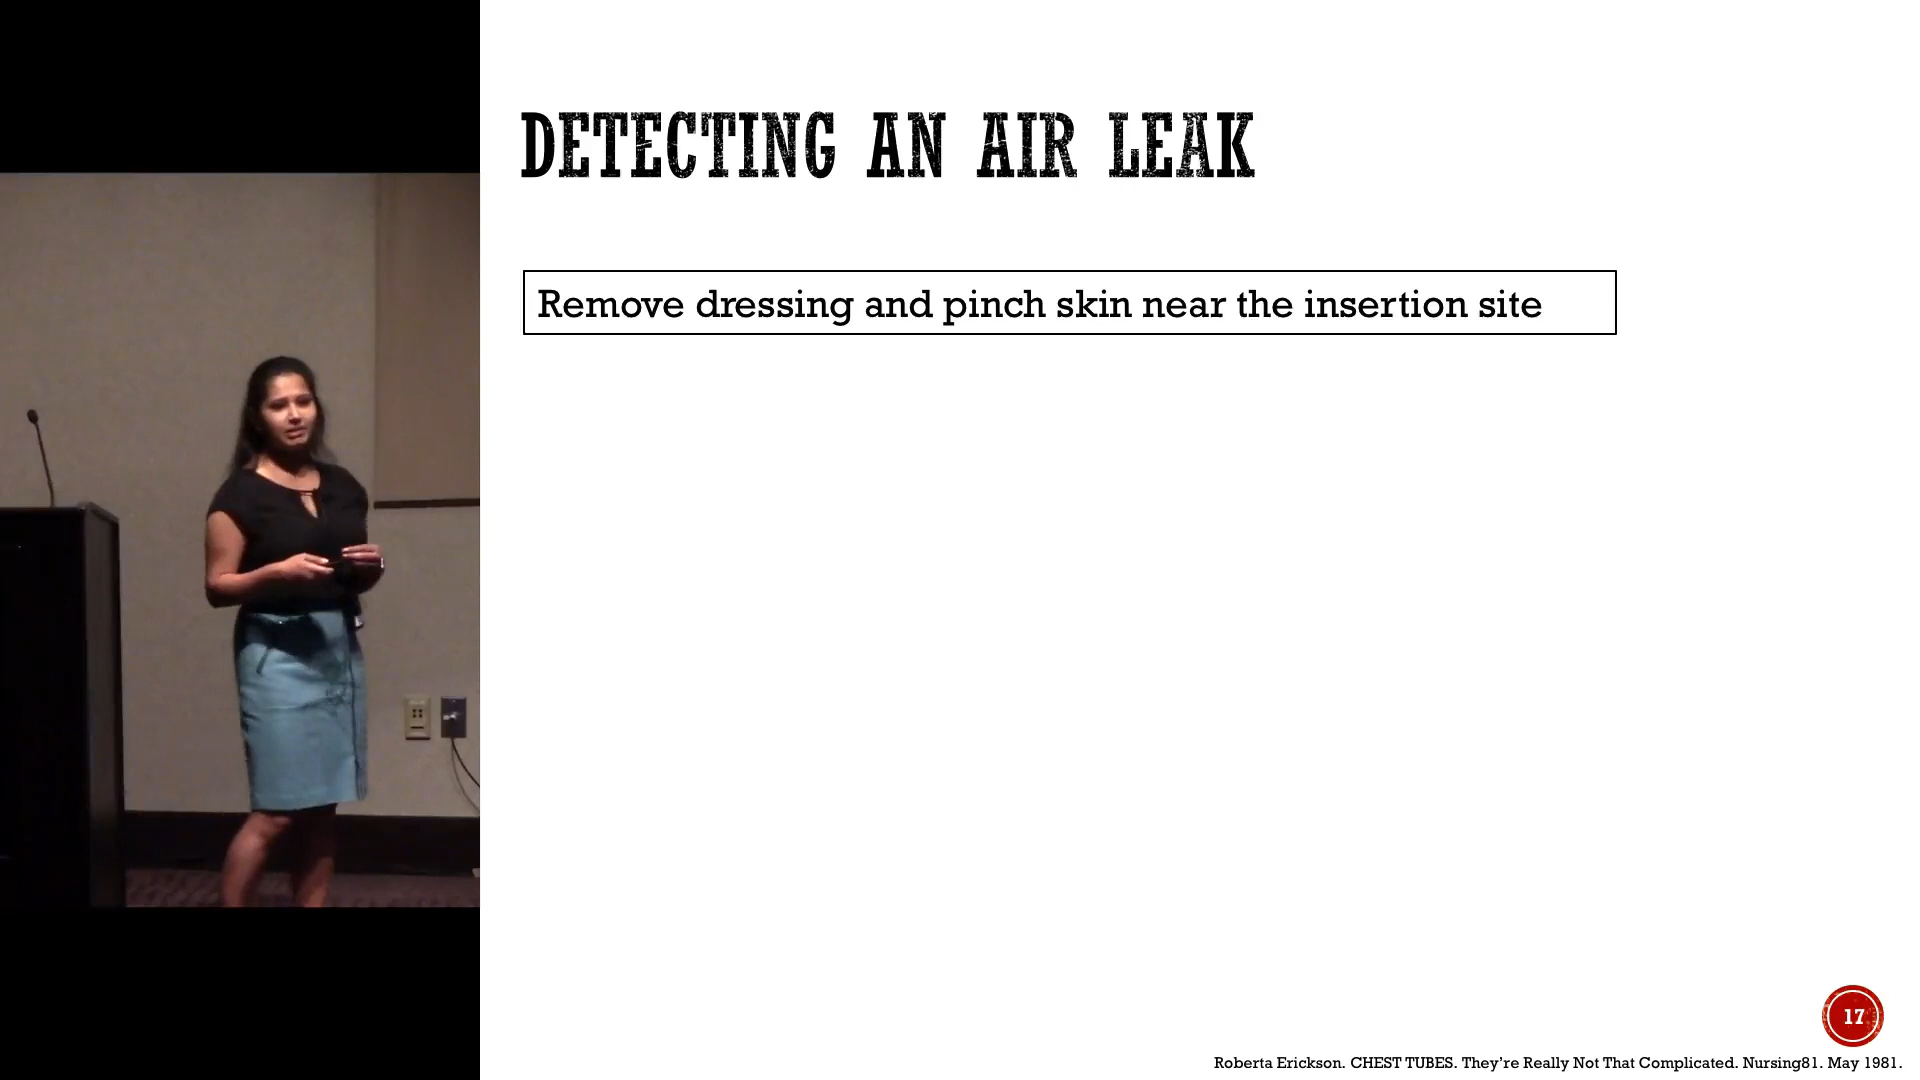 DETECTING AN AIR LEAK
Remove dressing and pinch skin near the insertion site
17
Roberta Erickson. CHEST TUBES. They're Really Not That Complicated. Nursing81. May 1981.